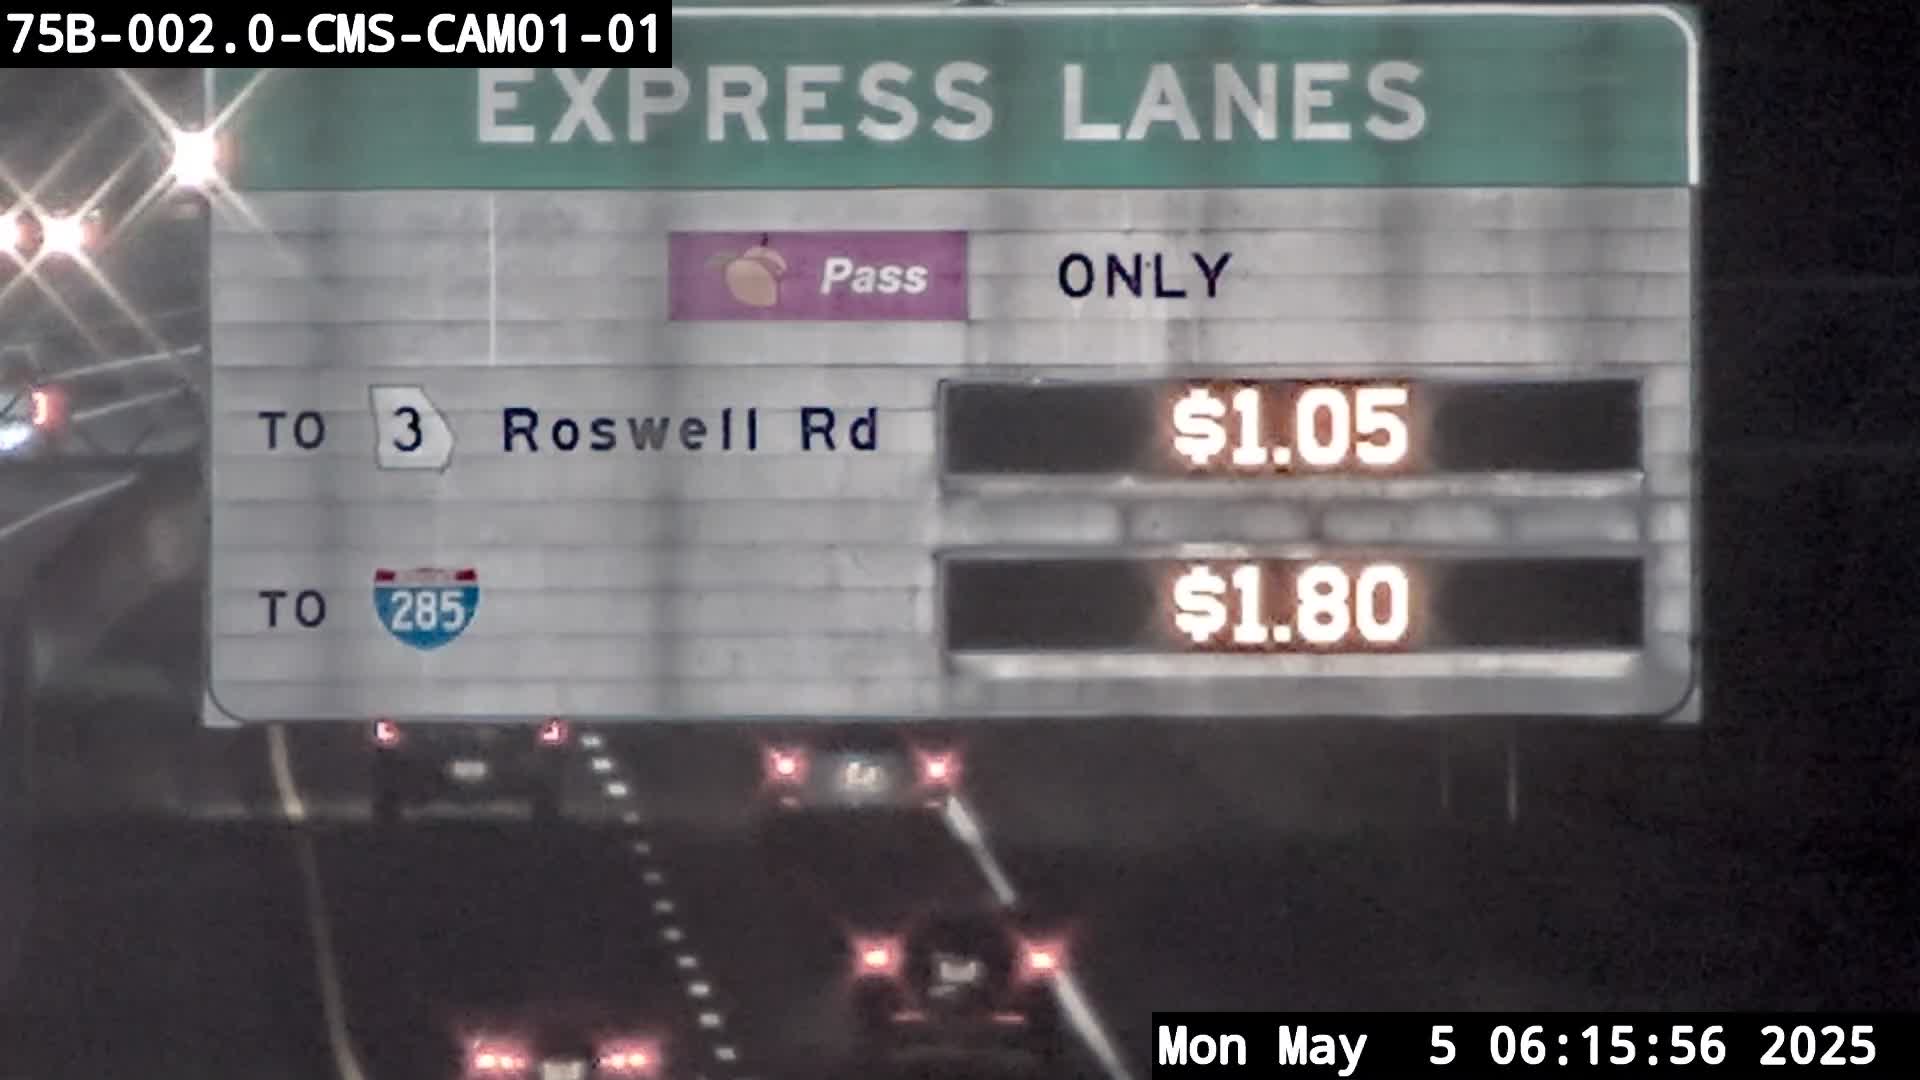 75B-002.0-CMS-CAM01-01
EXPRESS LANES
Pass ONLY
TO 3 Roswell Rd $1.05
TO 285 $1.80
Mon May 5 06:15:56 2025